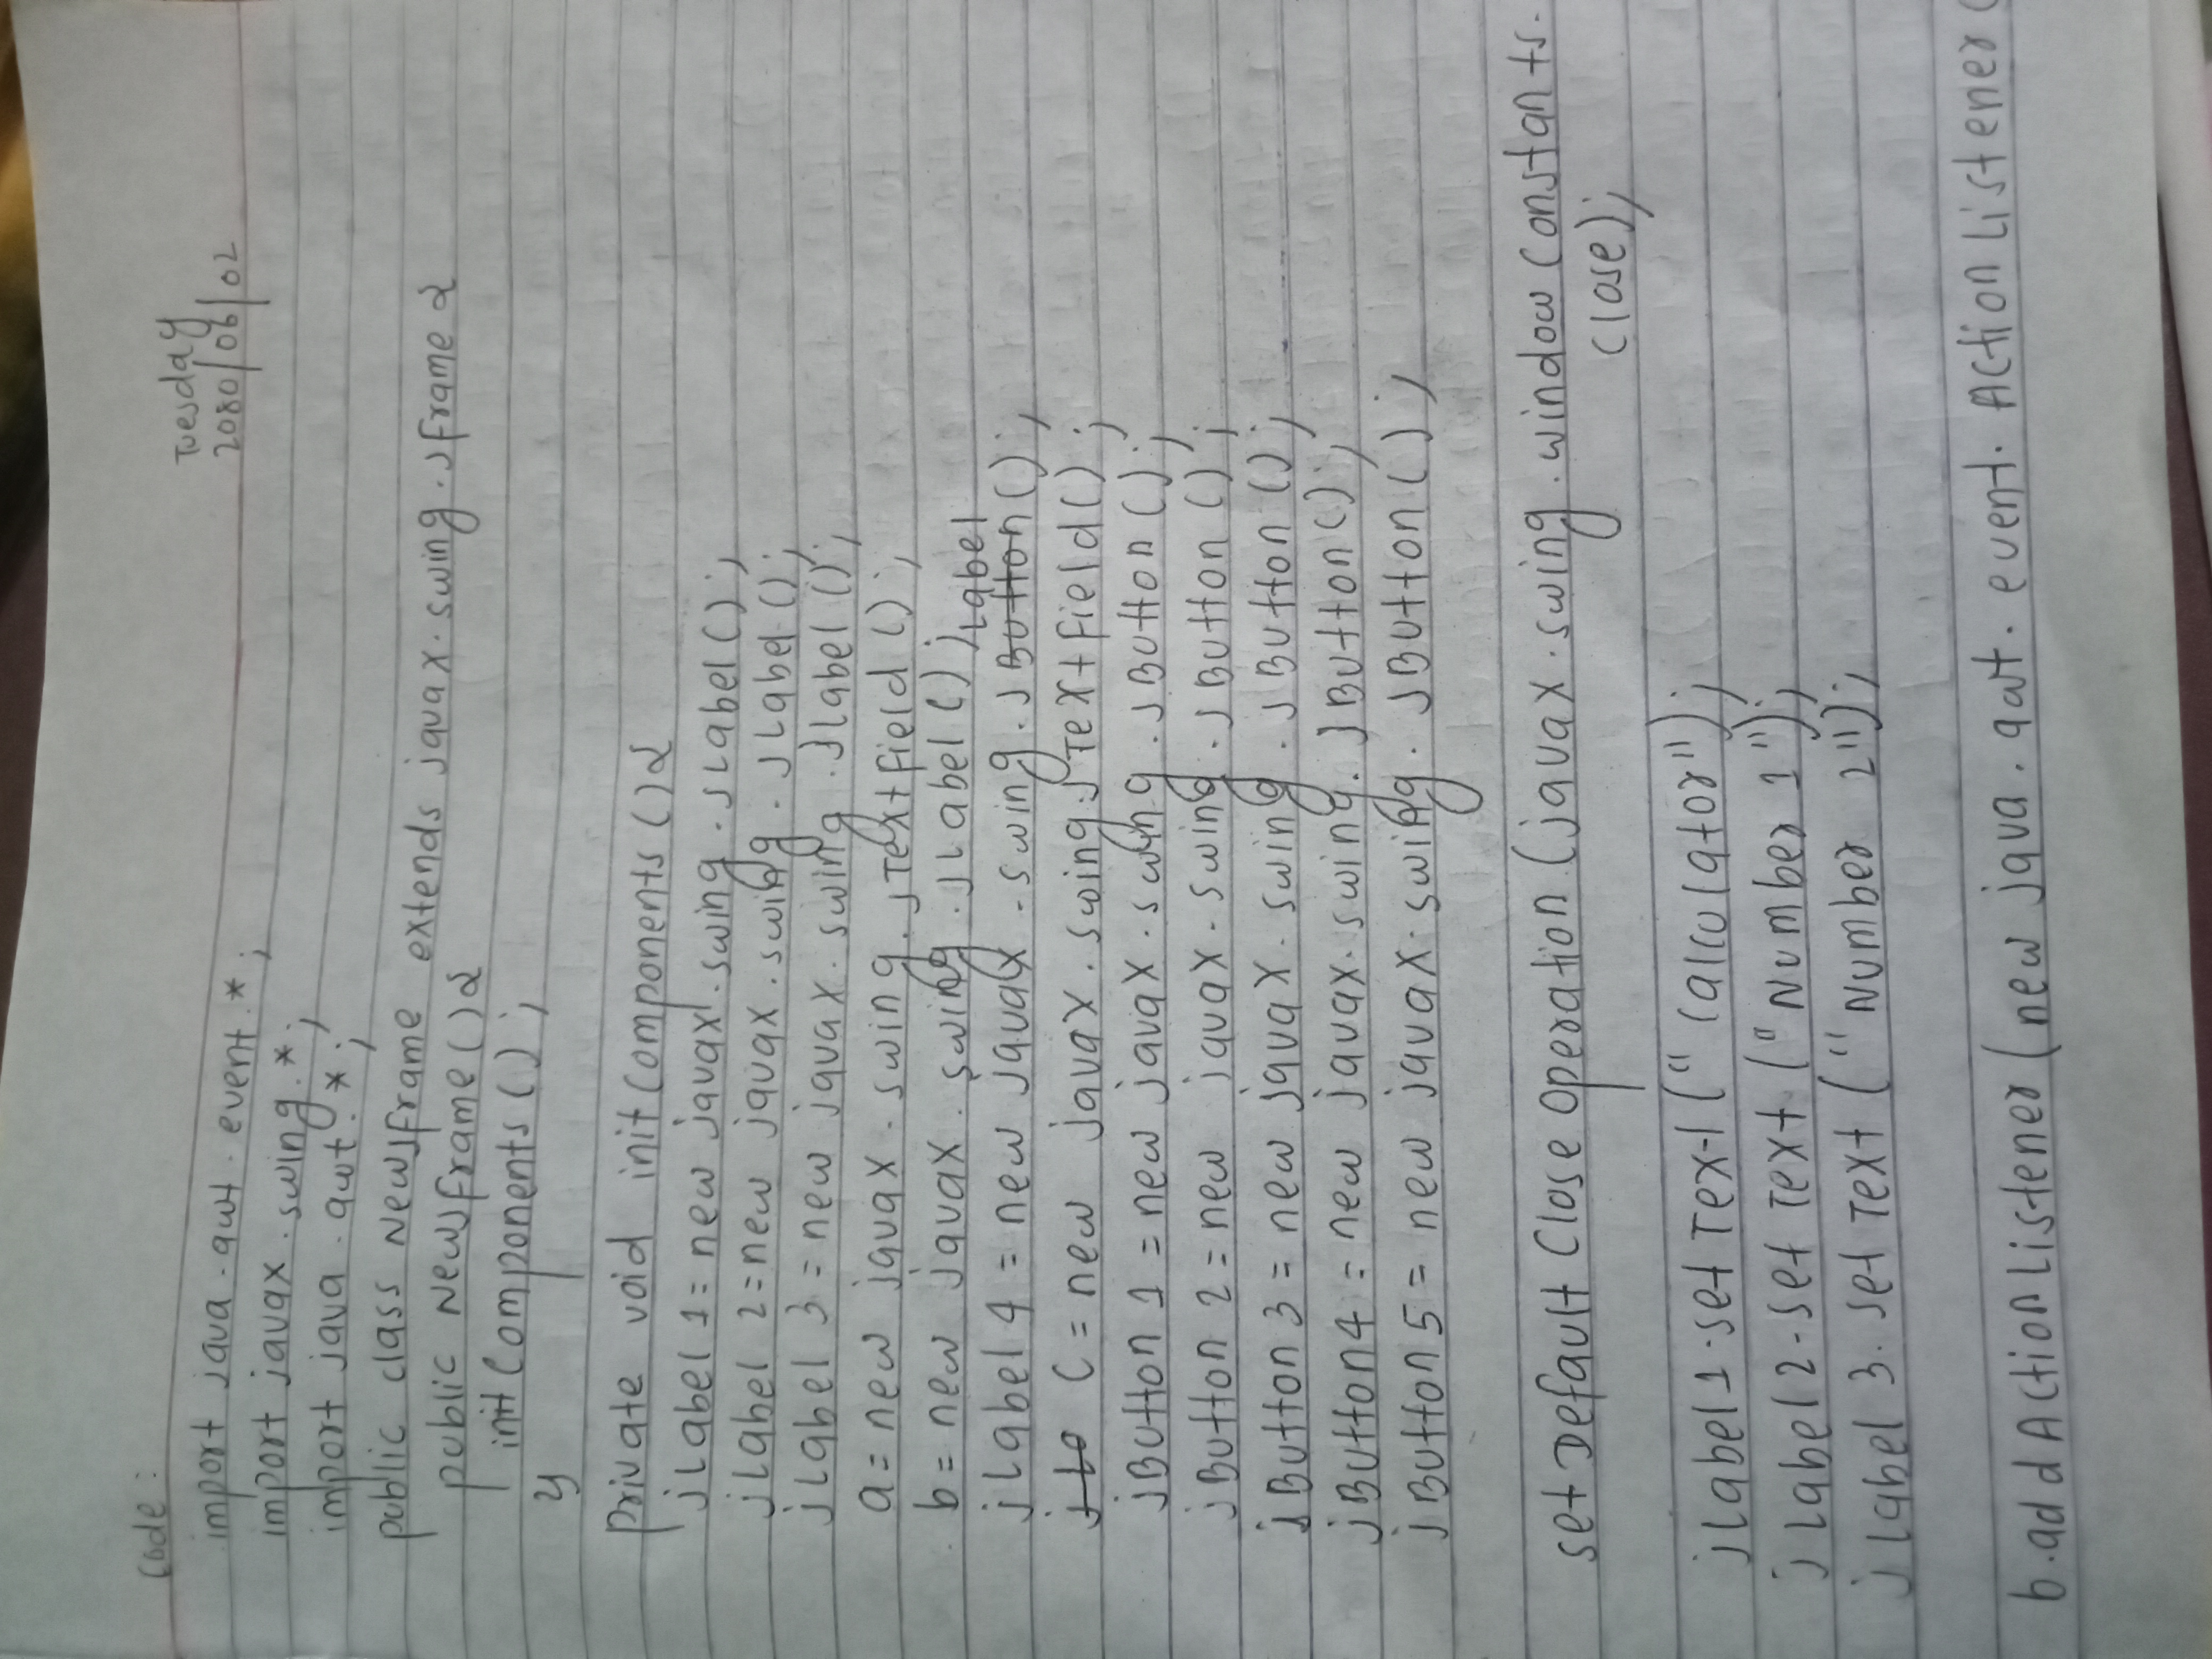 Tuesday
2080/06/02
Code:
import java.awt.event.*;
import javax.swing.*;
import java.awt.*;
public class NewJFrame extends javax.swing.JFrame {
public NewJFrame () {
initComponents();
}
Private void initComponents () {
jLabel 1 = new javax.swing.JLabel();
jLabel 2 = new javax.swing.JLabel();
jLabel 3 = new javax.swing.JLabel();
a = new javax.swing.JTextField();
b = new javax.swing.JLabel();
Label
jLabel 4 = new javax.swing.JButton();
C = new javax.swing.JTextField();
jButton 1 = new javax.swing.JButton();
jButton 2 = new javax.swing.JButton();
jButton 3 = new javax.swing.JButton();
jButton4 = new javax.swing.JButton();
jButton5 = new javax.swing.JButton();
set Default Close Operation (javax.swing.window Constants.
Close);
jLabel 1.set Text ("Calculator");
jLabel 2.set Text ("Number 1");
jLabel 3.set Text ("Number 2");
b.addActionListener (new java.awt.event.ActionListener (